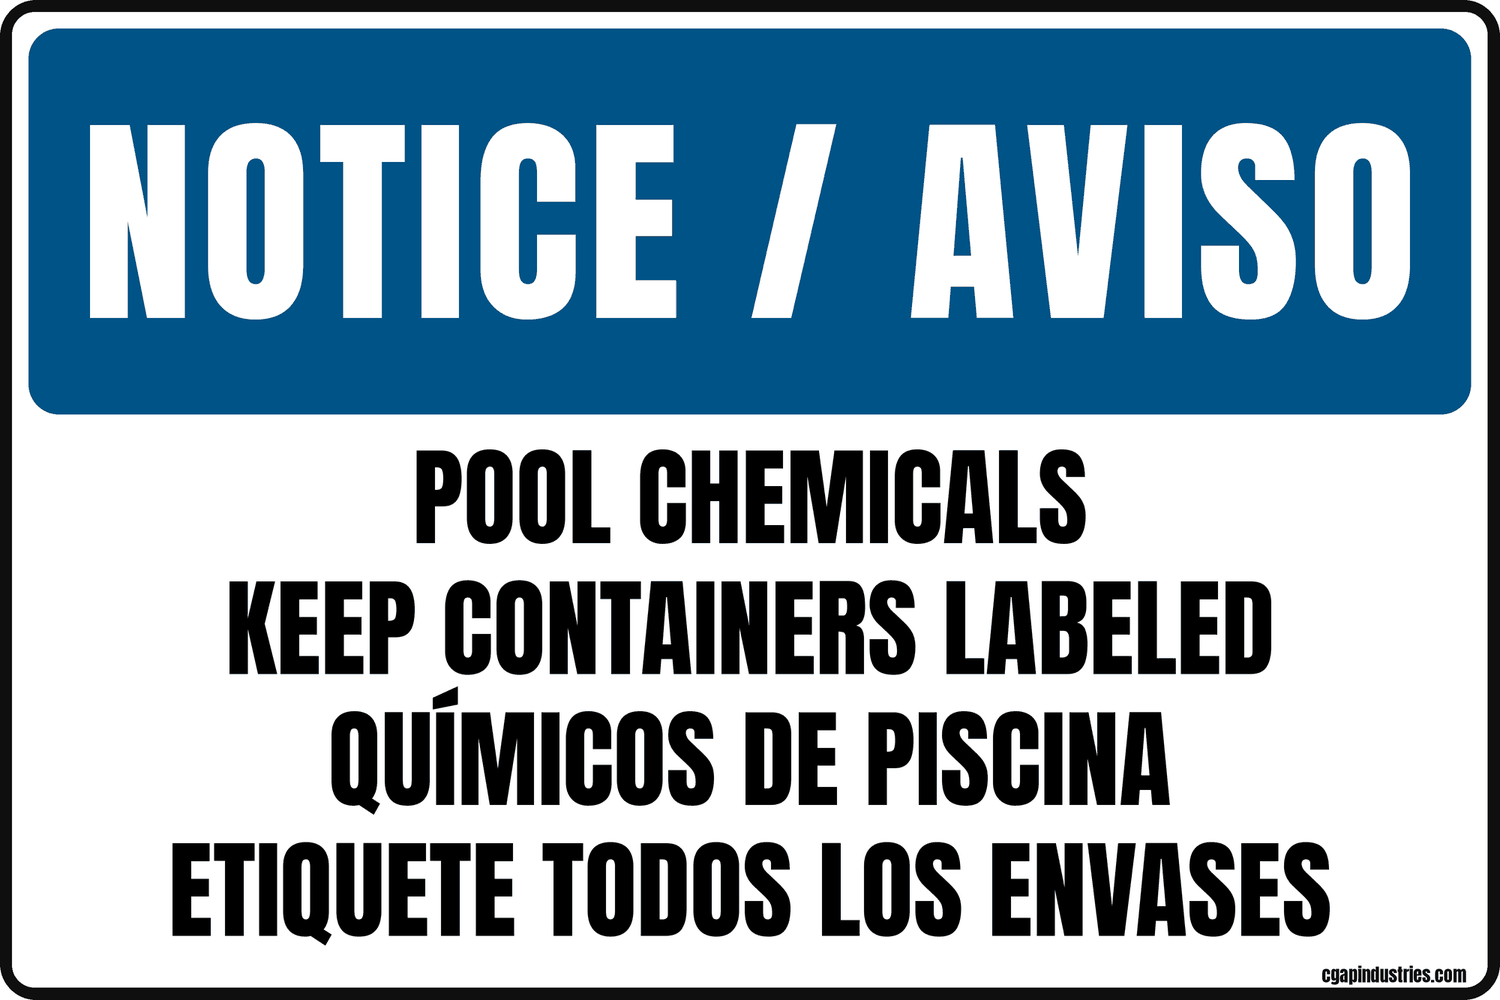 NOTICE / AVISO
POOL CHEMICALS
KEEP CONTAINERS LABELED
QUÍMICOS DE PISCINA
ETIQUETE TODOS LOS ENVASES
cgapindustries.com